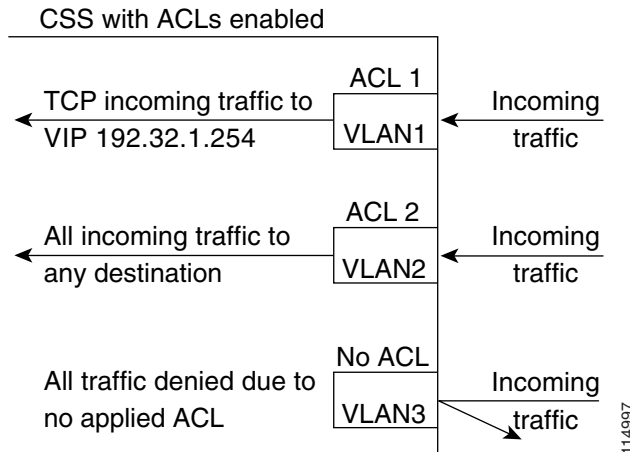 CSS with ACLs enabled
ACL 1
TCP incoming traffic to
VIP 192.32.1.254
VLAN1
Incoming
traffic
ACL 2
All incoming traffic to
any destination
VLAN2
Incoming
traffic
No ACL
All traffic denied due to
no applied ACL
VLAN3
Incoming
traffic
114997